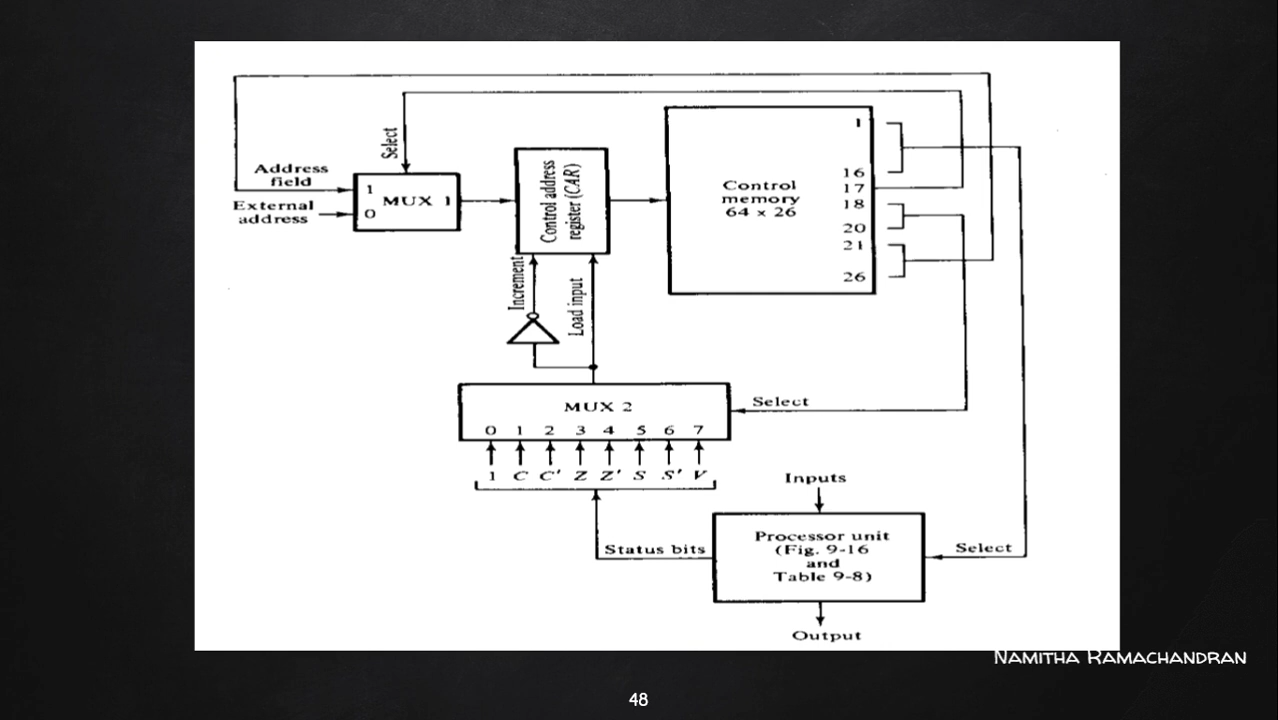 Select
Address
field
External
address
1
0
MUX 1
Control address
register (CAR)
Control
memory
64 x 26
1
16
17
18
20
21
26
Increment
Load input
MUX 2
0 1 2 3 4 5 6 7
1 C C' Z Z' S S' V
Select
Status bits
Inputs
Processor unit
(Fig. 9-16
and
Table 9-8)
Select
Output
Namitha Ramachandran
48